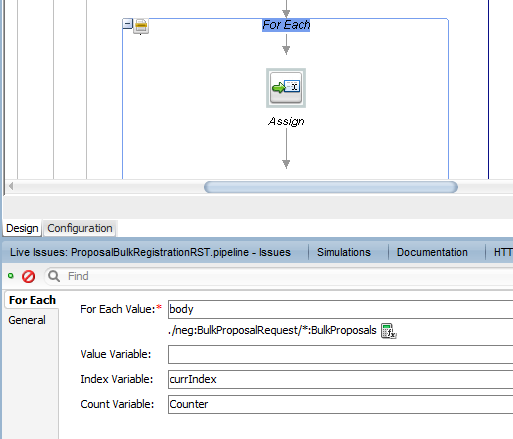 For Each
Assign
Design Configuration
Live Issues: ProposalBulkRegistrationRST.pipeline - Issues Simulations Documentation HTT
Find
For Each
General
For Each Value:* body
./neg:BulkProposalRequest/*:BulkProposals
Value Variable:
Index Variable: currIndex
Count Variable: Counter